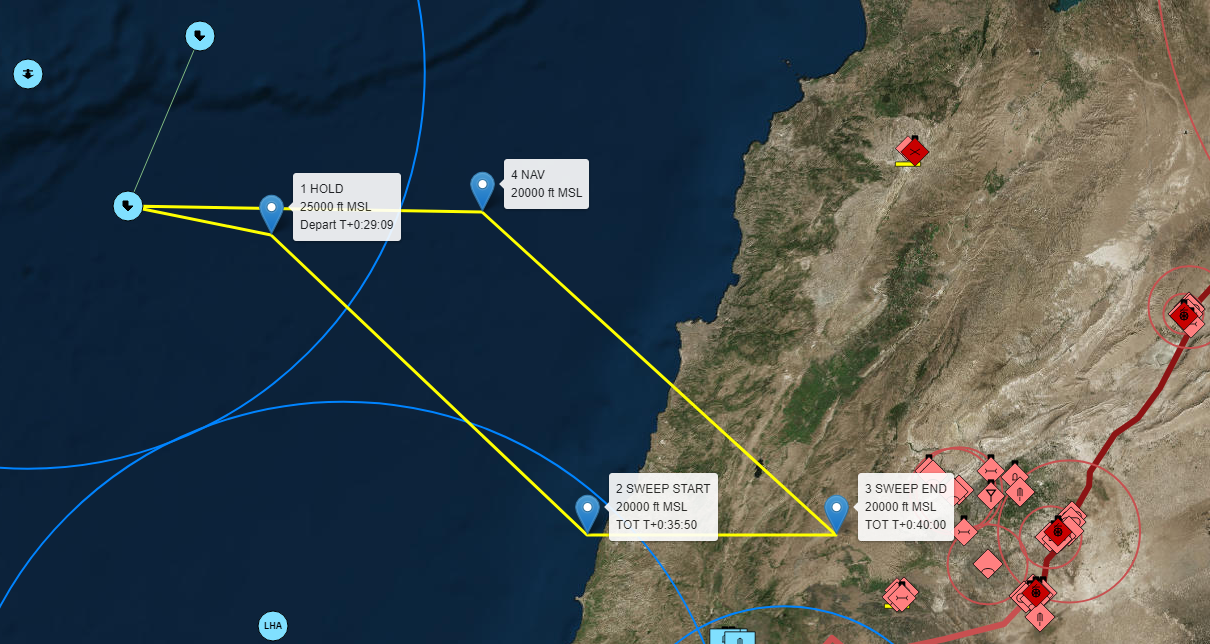 4 NAV
20000 ft MSL
1 HOLD
25000 ft MSL
Depart T+0:29:09
2 SWEEP START
20000 ft MSL
TOT T+0:35:50
3 SWEEP END
20000 ft MSL
TOT T+0:40:00
LHA